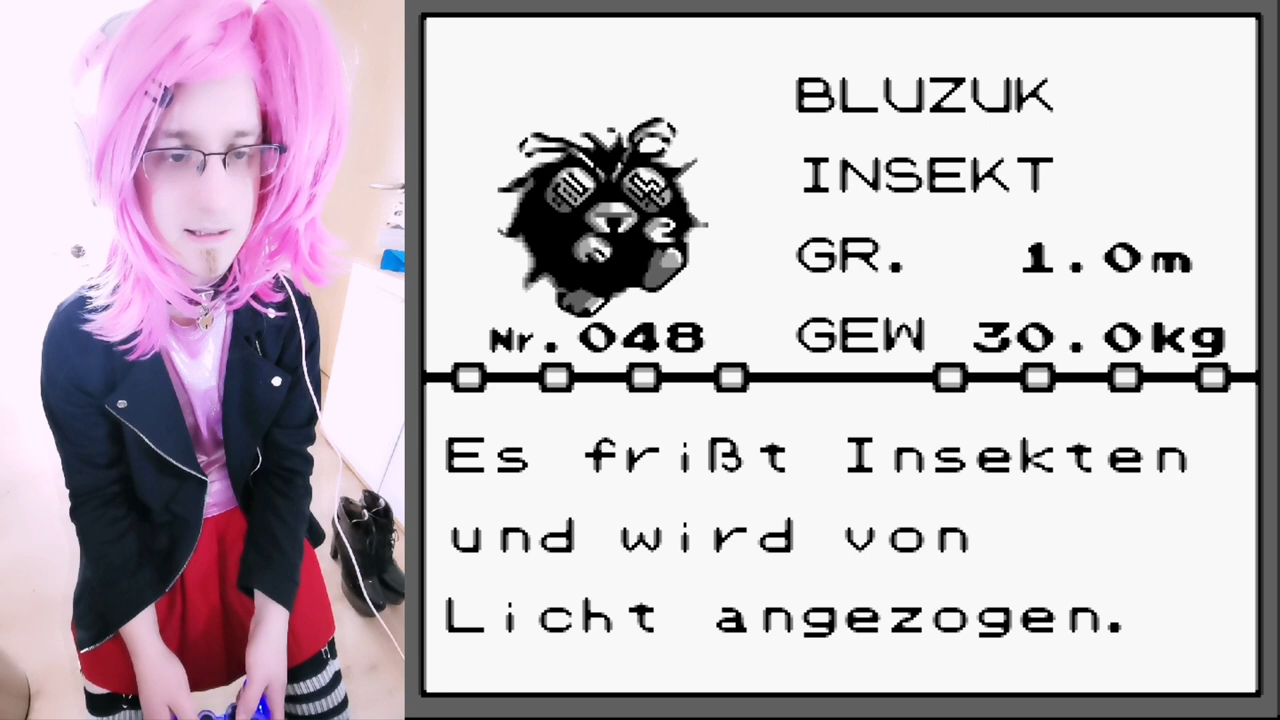 BLUZUK
INSEKT
GR. 1.0m
Nr.048 GEW 30.0kg
Es frißt Insekten
und wird von
Licht angezogen.